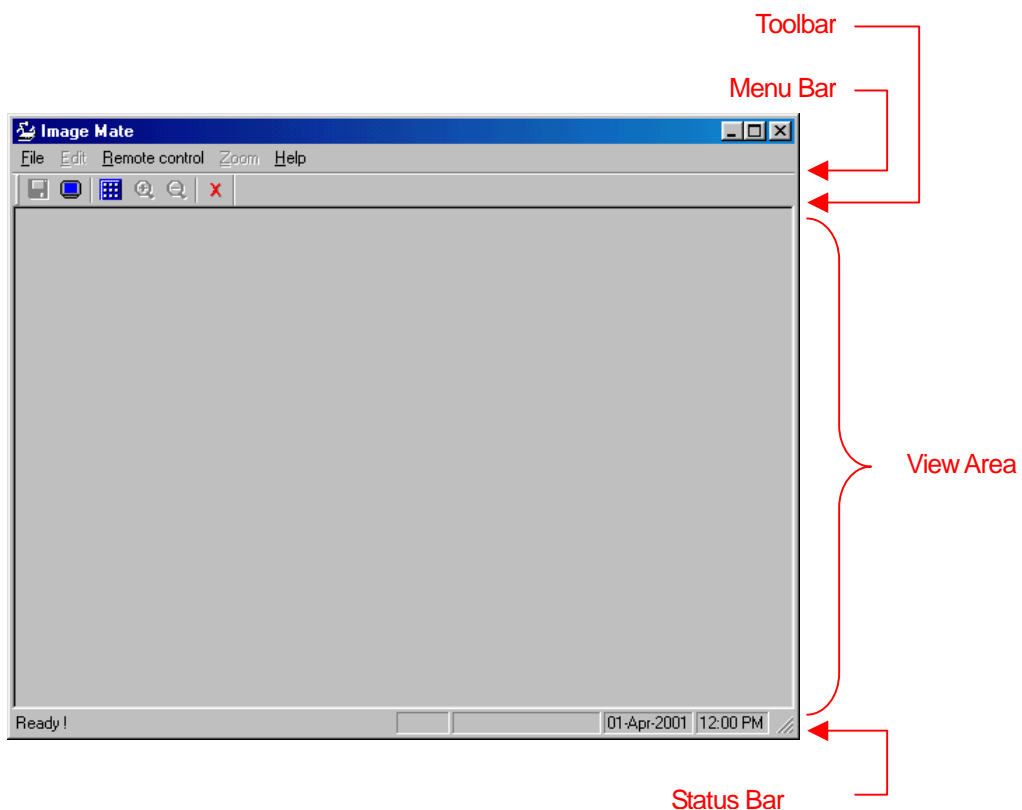 Toolbar
Menu Bar
Image Mate
File Edit Remote control Zoom Help
View Area
Ready ! 01-Apr-2001 12:00 PM
Status Bar